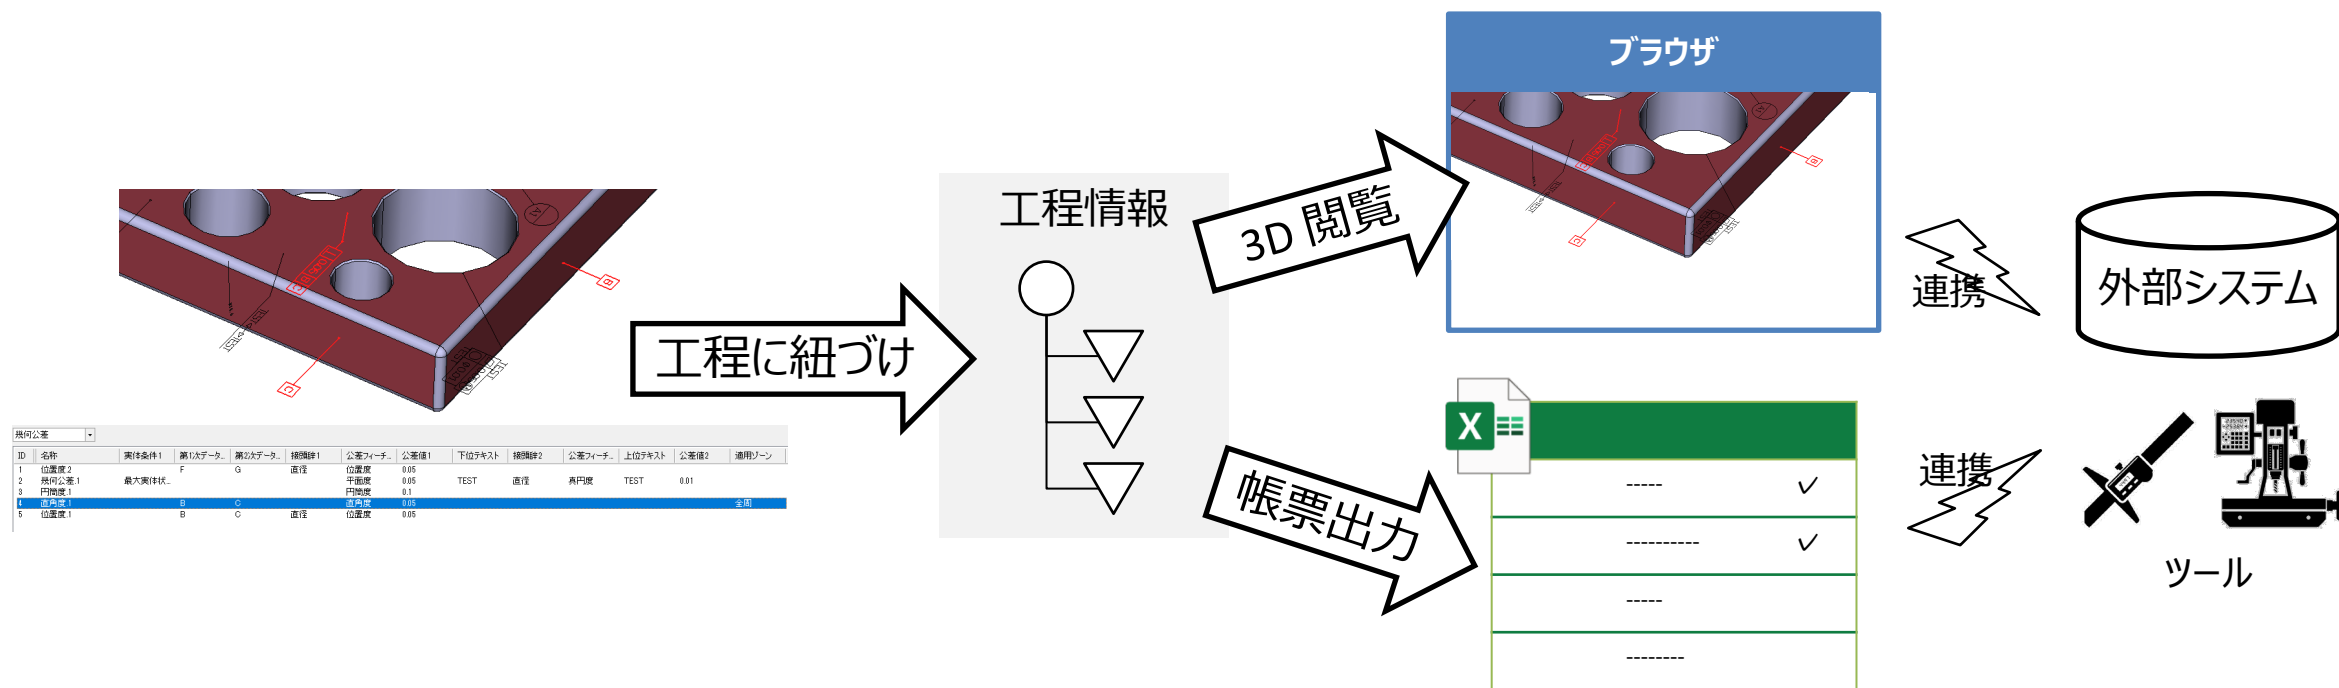 ブラウザ
工程情報
3D 閲覧
連携
外部システム
工程に紐づけ
幾何公差
ID 名称 実体条件1 第1次データ... 第2次データ... 接頭辞1 公差フィーチ... 公差値1 下位テキスト 接頭辞2 公差フィーチ... 上位テキスト 公差値2 適用ゾーン
1 位置度.2 F G 直径 位置度 0.05
2 幾何公差.1 最大実体状... 平面度 0.05 TEST 直径 真円度 TEST 0.01
3 円筒度.1 円筒度 0.1
4 直角度.1 B C 直角度 0.05 全周
5 位置度.1 B C 直径 位置度 0.05
帳票出力
X
-----
----------
-----
--------
連携
ツール
B
C
A1
TEST
B
C
A1